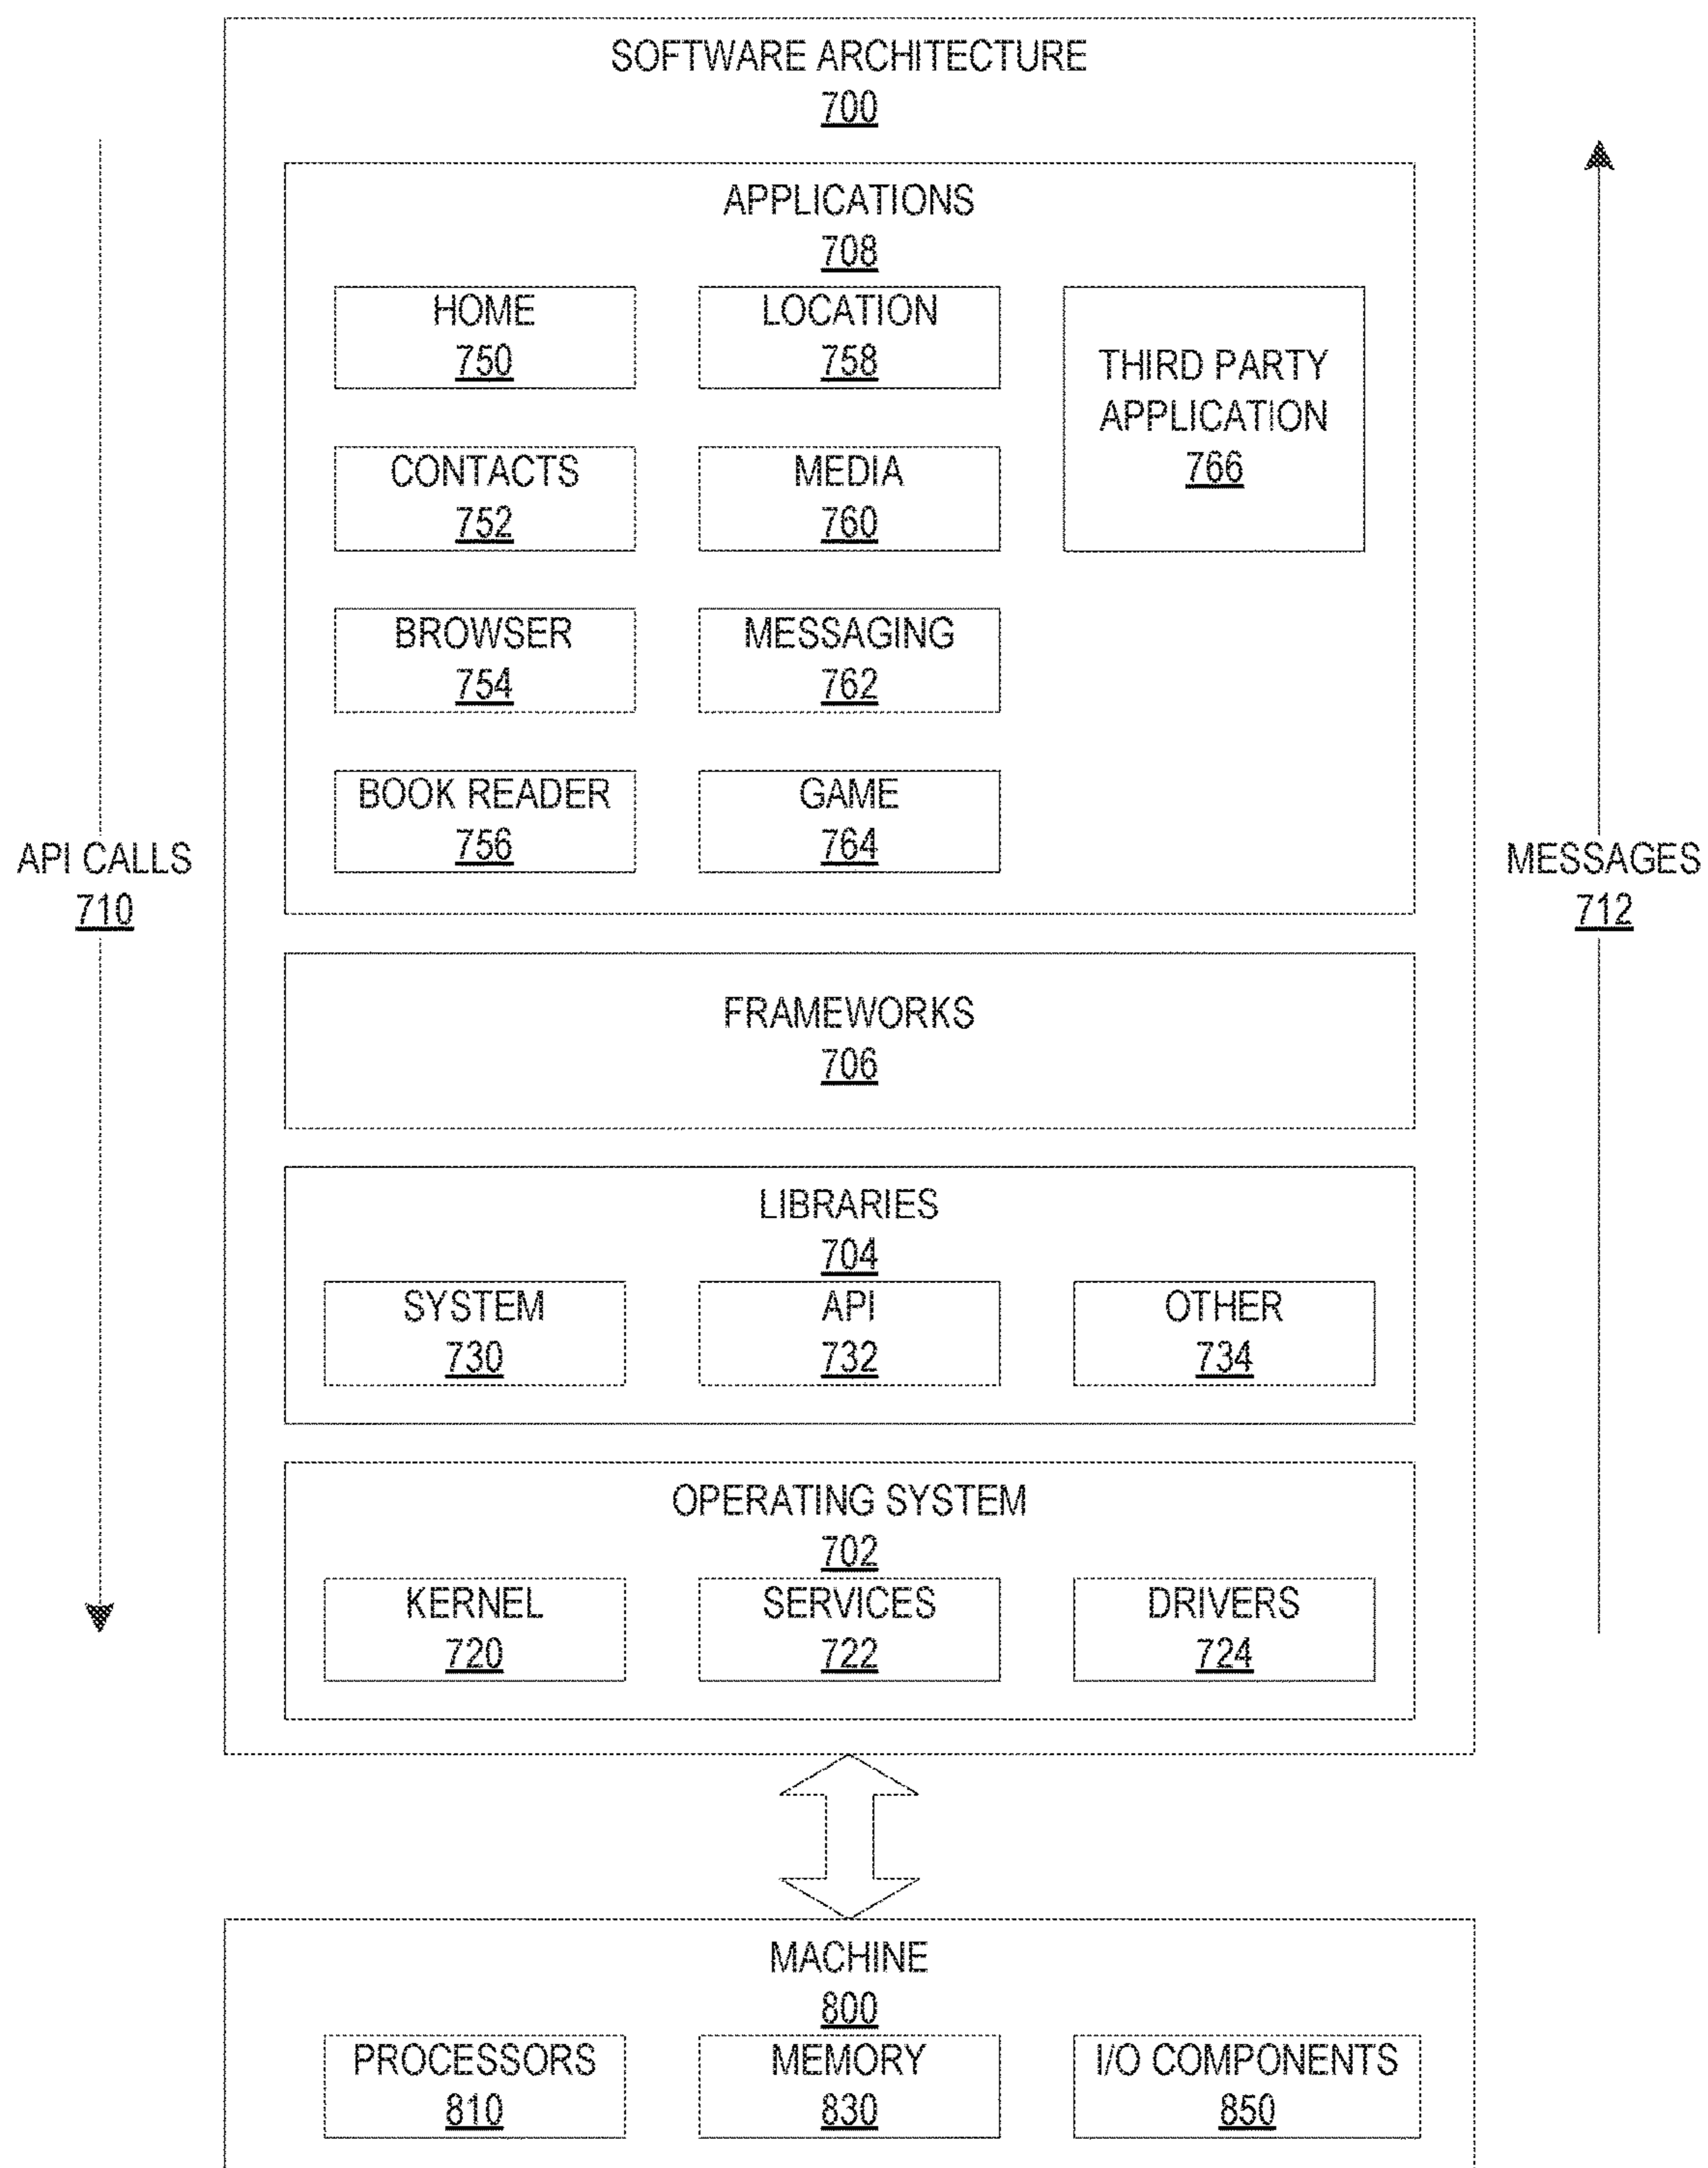 SOFTWARE ARCHITECTURE
700
APPLICATIONS
708
HOME
750
LOCATION
758
THIRD PARTY
APPLICATION
766
CONTACTS
752
MEDIA
760
BROWSER
754
MESSAGING
762
BOOK READER
756
GAME
764
API CALLS
710
MESSAGES
712
FRAMEWORKS
706
LIBRARIES
704
SYSTEM
730
API
732
OTHER
734
OPERATING SYSTEM
702
KERNEL
720
SERVICES
722
DRIVERS
724
MACHINE
800
PROCESSORS
810
MEMORY
830
I/O COMPONENTS
850